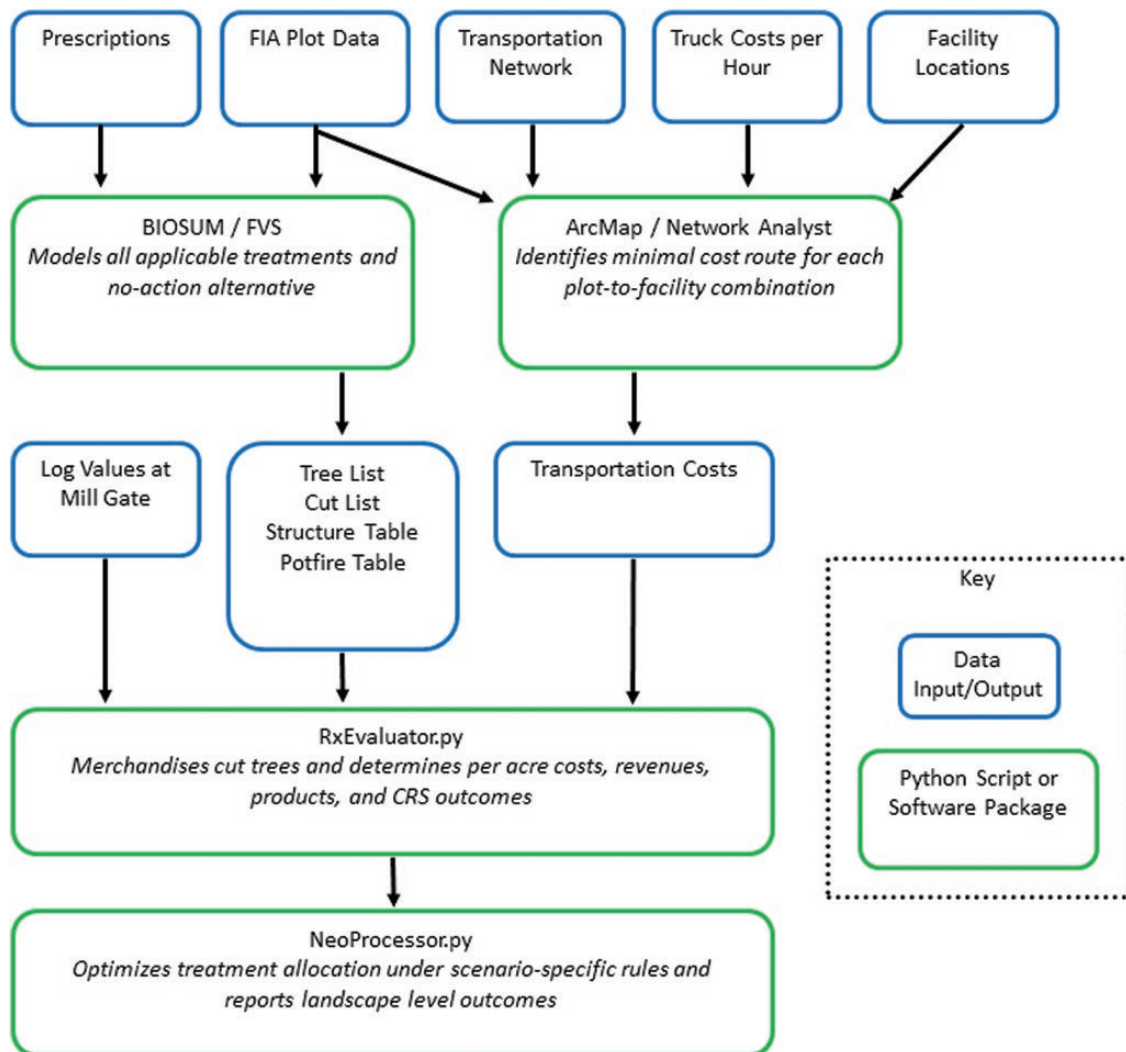 Prescriptions
FIA Plot Data
Transportation
Network
Truck Costs per
Hour
Facility
Locations
BIOSUM / FVS
Models all applicable treatments and
no-action alternative
ArcMap / Network Analyst
Identifies minimal cost route for each
plot-to-facility combination
Log Values at
Mill Gate
Tree List
Cut List
Structure Table
Potfire Table
Transportation Costs
Key
Data
Input/Output
Python Script or
Software Package
RxEvaluator.py
Merchandises cut trees and determines per acre costs, revenues,
products, and CRS outcomes
NeoProcessor.py
Optimizes treatment allocation under scenario-specific rules and
reports landscape level outcomes